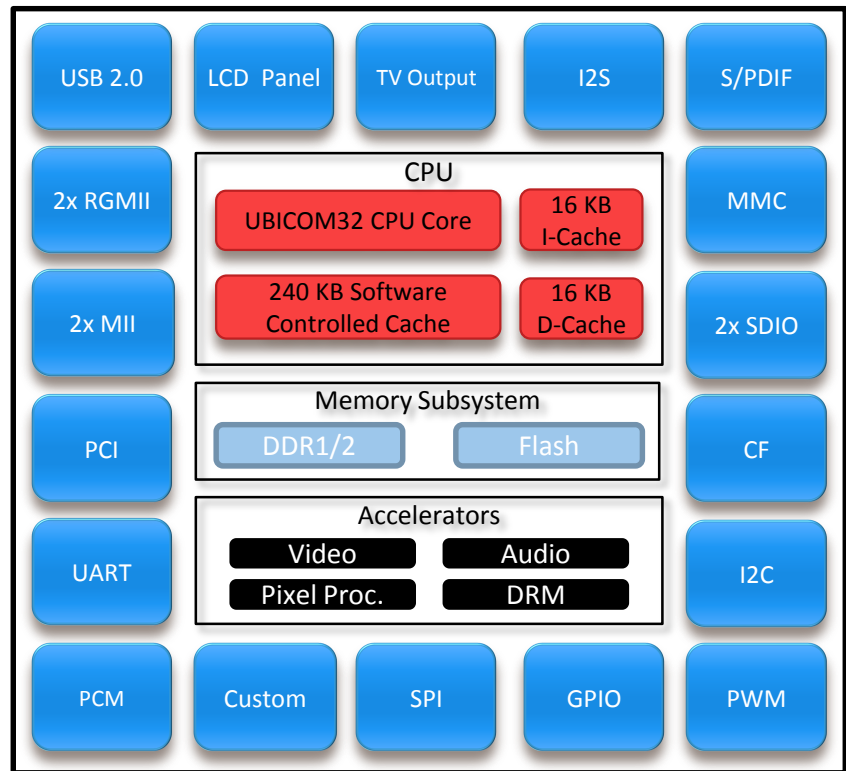 USB 2.0
LCD Panel
TV Output
I2S
S/PDIF
2x RGMII
CPU
UBICOM32 CPU Core
16 KB
I-Cache
MMC
2x MII
240 KB Software
Controlled Cache
16 KB
D-Cache
2x SDIO
PCI
Memory Subsystem
DDR1/2
Flash
CF
UART
Accelerators
Video
Audio
Pixel Proc.
DRM
I2C
PCM
Custom
SPI
GPIO
PWM